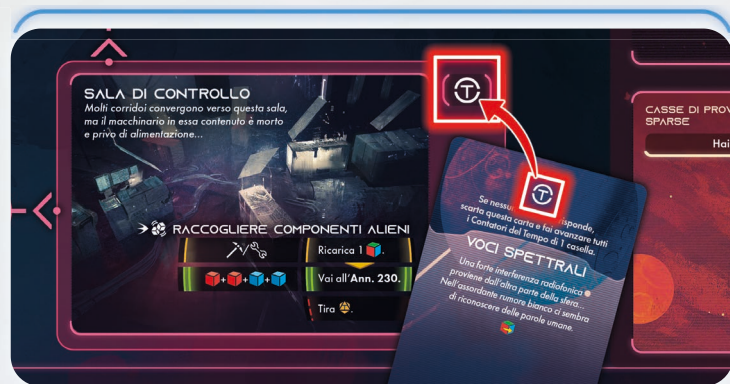 SALA DI CONTROLLO
Molti corridoi convergono verso questa sala,
ma il macchinario in essa contenuto è morto
e privo di alimentazione...
RACCOGLIERE COMPONENTI ALIENI
Ricarica 1 .
+ + +
Vai all'Ann. 230.
Tira .
T
CASSE DI PROV
SPARSE
Hai
T
Se nessu isponde,
scarta questa carta e fai avanzare tutti
i Contatori del Tempo di 1 casella.
VOCI SPETTRALI
Una forte interferenza radiofonica
proviene dall'altra parte della sfera...
Nell'assordante rumore bianco ci sembra
di riconoscere delle parole umane.